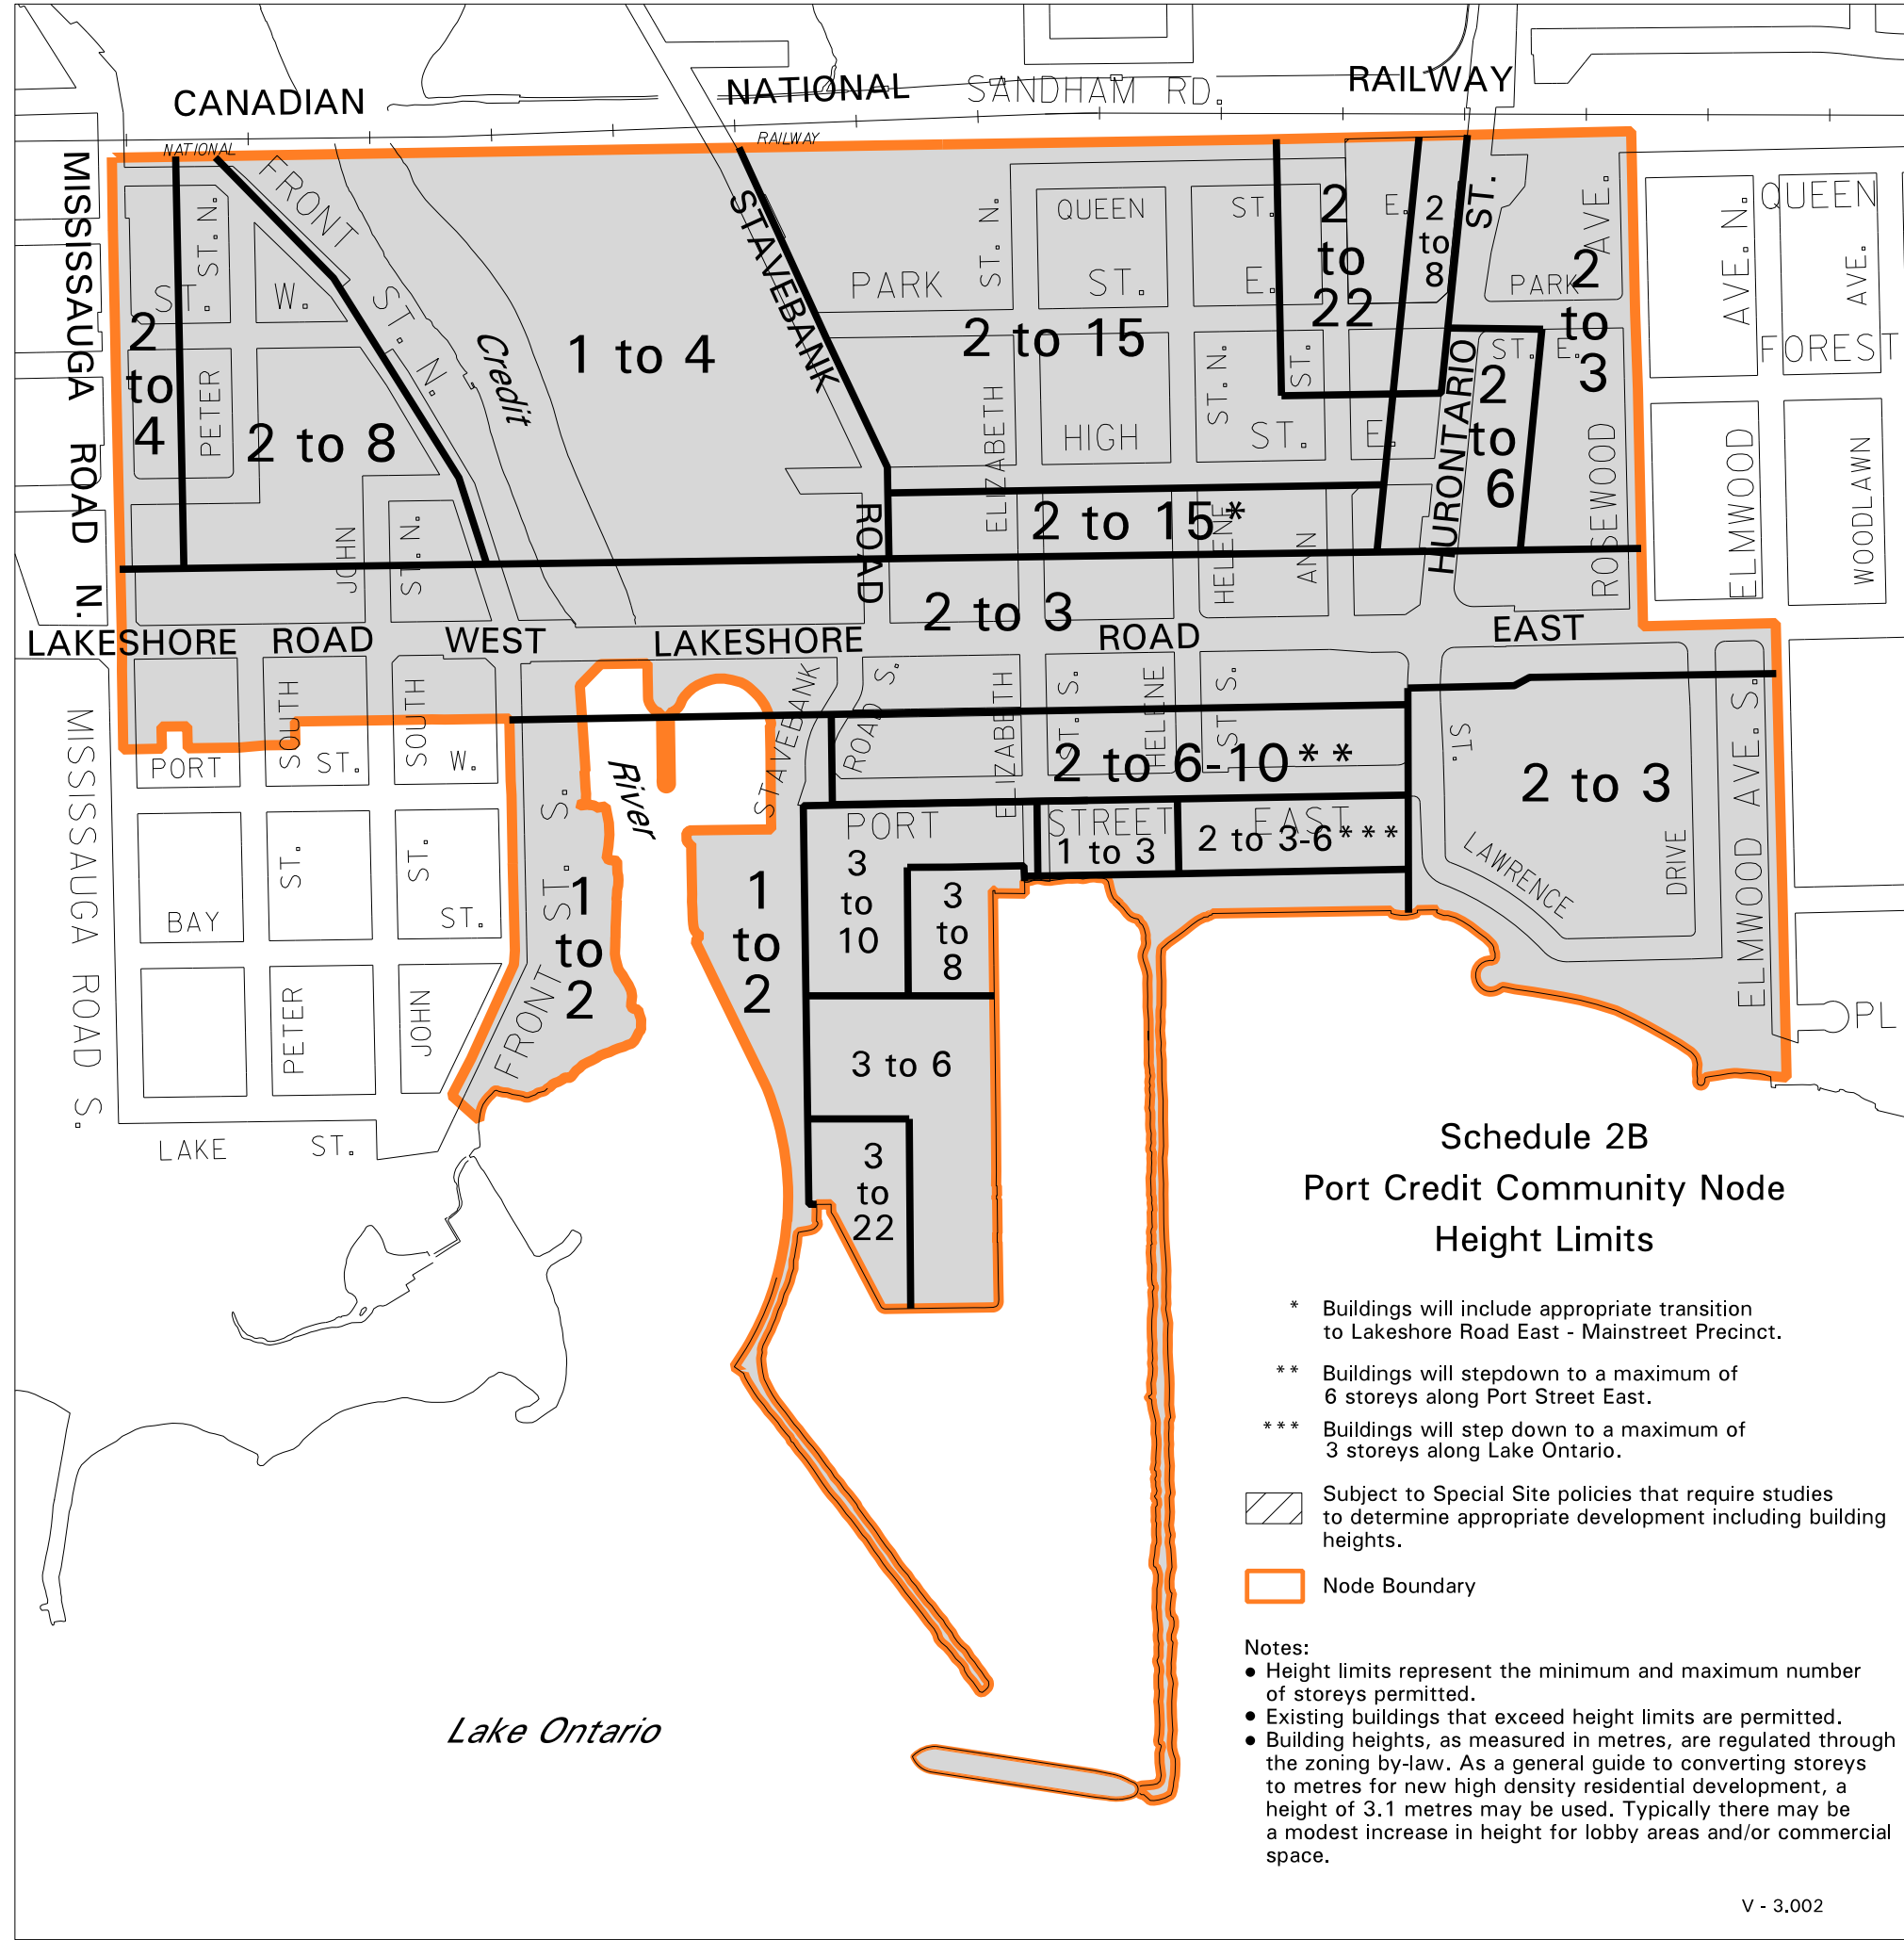 CANADIAN
NATIONAL
SANDHAM RD.
RAILWAY
NATIONAL
RAILWAY
MISSISSAUGA ROAD N.
FRONT ST. N.
Credit
STAVEBANK ROAD
ST. N.
QUEEN ST. E.
ST. N.
HURONTARIO ST.
AVE.
AVE. N.
QUEEN
AVE.
ST. W.
PARK ST. E.
PARK
ST. E.
FOREST
2 to 4
PETER
2 to 8
1 to 4
2 to 15
2 to 22
2 to 8
2 to 3
2 to 6
ELIZABETH
HIGH ST. E.
ST. N.
ST.
ROSEWOOD
ELMWOOD
WOODLAWN
2 to 15*
JOHN
ST. N.
HELENE
ANN
2 to 3
LAKESHORE ROAD WEST
LAKESHORE ROAD EAST
MISSISSAUGA ROAD S.
SOUTH
SOUTH
PORT ST. W.
River
STAVEBANK
ROAD S.
ELIZABETH
ST. S.
HELENE
ST. S.
ST.
2 to 6-10**
2 to 3
ELMWOOD AVE. S.
LAWRENCE
DRIVE
PORT STREET EAST
1 to 3
2 to 3-6***
3 to 10
3 to 8
ST.
ST.
BAY ST.
FRONT ST. S.
1 to 2
1 to 2
PETER
JOHN
PL
3 to 6
LAKE ST.
3 to 22
Lake Ontario
Schedule 2B
Port Credit Community Node
Height Limits
* Buildings will include appropriate transition
to Lakeshore Road East - Mainstreet Precinct.
** Buildings will stepdown to a maximum of
6 storeys along Port Street East.
*** Buildings will step down to a maximum of
3 storeys along Lake Ontario.
Subject to Special Site policies that require studies
to determine appropriate development including building
heights.
Node Boundary
Notes:
● Height limits represent the minimum and maximum number
of storeys permitted.
● Existing buildings that exceed height limits are permitted.
● Building heights, as measured in metres, are regulated through
the zoning by-law. As a general guide to converting storeys
to metres for new high density residential development, a
height of 3.1 metres may be used. Typically there may be
a modest increase in height for lobby areas and/or commercial
space.
V - 3.002